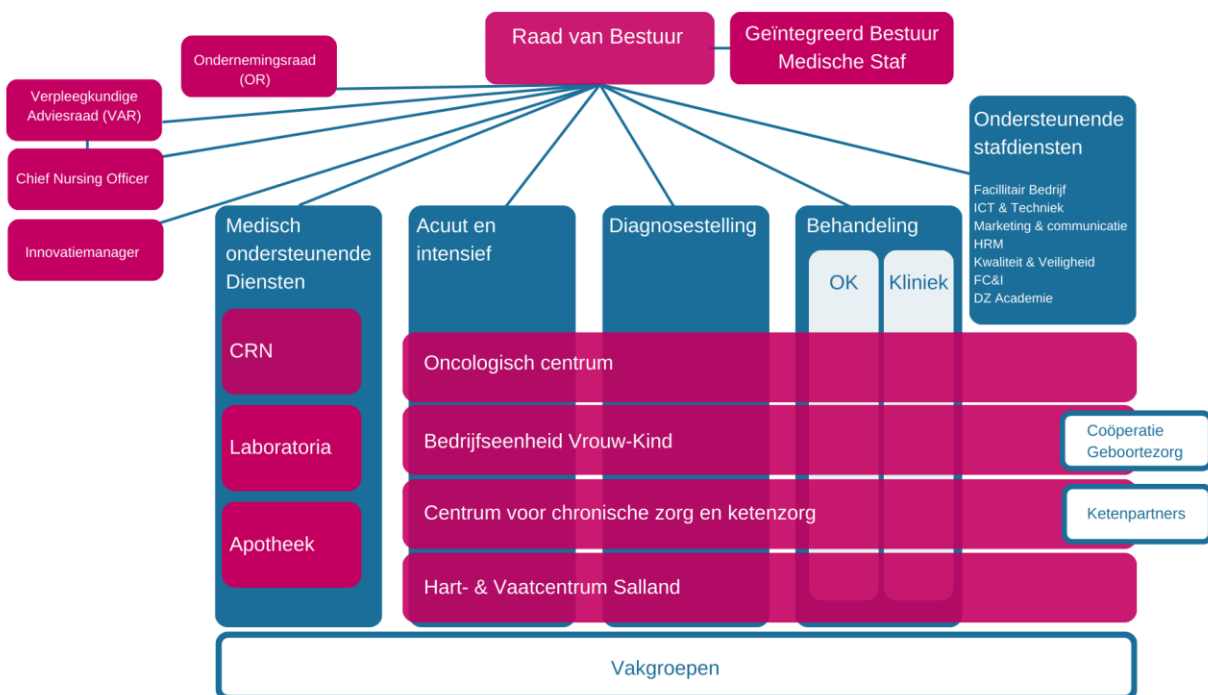 Raad van Bestuur
Geïntegreerd Bestuur
Medische Staf
Ondernemingsraad
(OR)
Verpleegkundige
Adviesraad (VAR)
Chief Nursing Officer
Innovatiemanager
Ondersteunende
stafdiensten
Facillitair Bedrijf
ICT & Techniek
Marketing & communicatie
HRM
Kwaliteit & Veiligheid
FC&I
DZ Academie
Medisch
ondersteunende
Diensten
CRN
Laboratoria
Apotheek
Acuut en
intensief
Diagnosestelling
Behandeling
OK
Kliniek
Oncologisch centrum
Bedrijfseenheid Vrouw-Kind
Coöperatie
Geboortezorg
Centrum voor chronische zorg en ketenzorg
Ketenpartners
Hart- & Vaatcentrum Salland
Vakgroepen